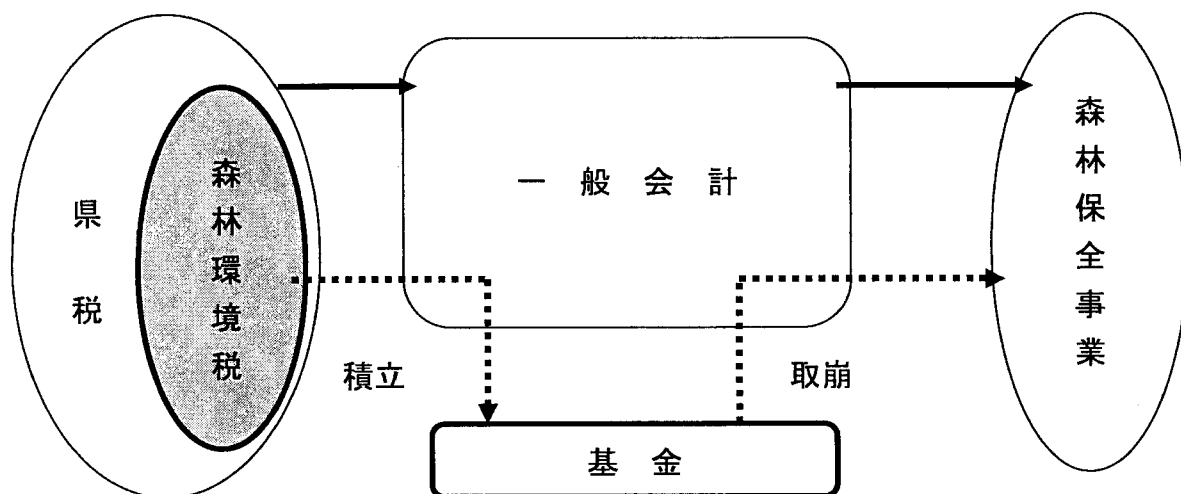 県税
森林環境税
一般会計
森林保全事業
積立
取崩
基金